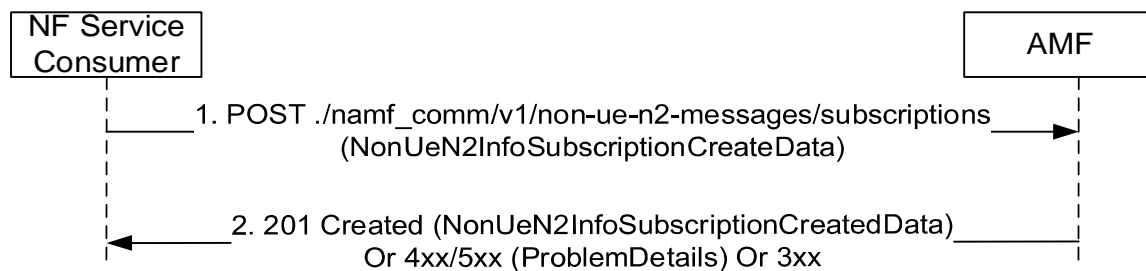 NF Service
Consumer
AMF
1. POST ./namf_comm/v1/non-ue-n2-messages/subscriptions
(NonUeN2InfoSubscriptionCreateData)
2. 201 Created (NonUeN2InfoSubscriptionCreatedData)
Or 4xx/5xx (ProblemDetails) Or 3xx